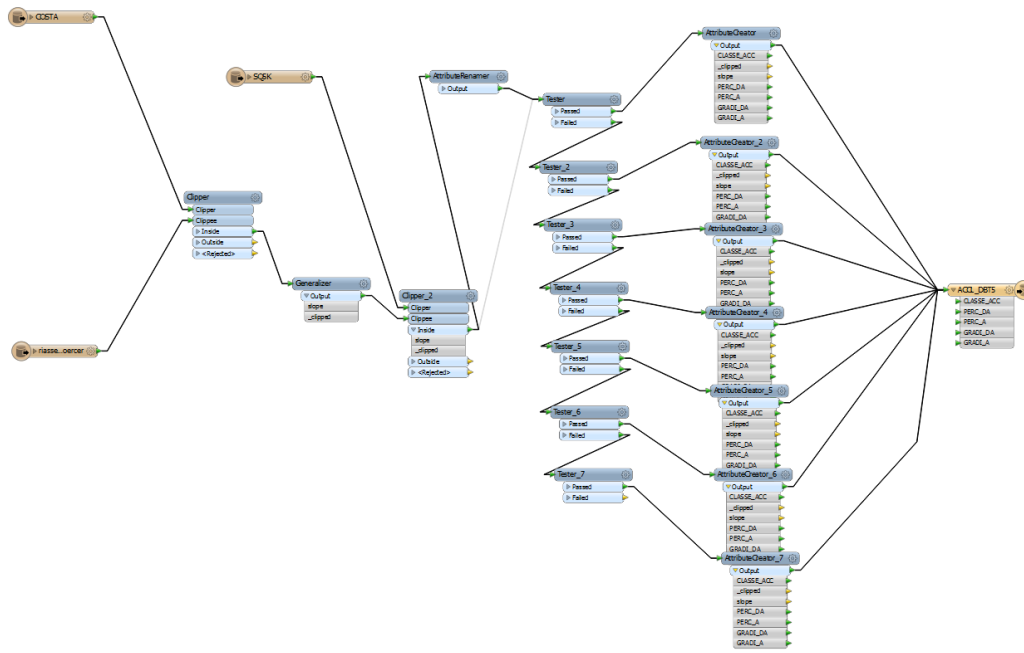 COSTA
SQSK
riasse...oercer
Clipper
Clipper
Clippee
Inside
Outside
<Rejected>
Generalizer
Output
slope
_clipped
Clipper_2
Clipper
Clippee
Inside
slope
_clipped
Outside
<Rejected>
AttributeRenamer
Output
Tester
Passed
Failed
Tester_2
Passed
Failed
Tester_3
Passed
Failed
Tester_4
Passed
Failed
Tester_5
Passed
Failed
Tester_6
Passed
Failed
Tester_7
Passed
Failed
AttributeCreator
Output
CLASSE_ACC
_clipped
slope
PERC_DA
PERC_A
GRADI_DA
GRADI_A
AttributeCreator_2
Output
CLASSE_ACC
_clipped
slope
PERC_DA
PERC_A
GRADI_DA
AttributeCreator_3
Output
CLASSE_ACC
_clipped
slope
PERC_DA
PERC_A
GRADI_DA
AttributeCreator_4
Output
CLASSE_ACC
_clipped
slope
PERC_DA
PERC_A
AttributeCreator_5
Output
CLASSE_ACC
_clipped
slope
PERC_DA
PERC_A
GRADI_DA
AttributeCreator_6
Output
CLASSE_ACC
_clipped
slope
PERC_DA
PERC_A
GRADI_DA
AttributeCreator_7
Output
CLASSE_ACC
_clipped
slope
PERC_DA
PERC_A
GRADI_DA
GRADI_A
ACCL_DBT5
CLASSE_ACC
PERC_DA
PERC_A
GRADI_DA
GRADI_A